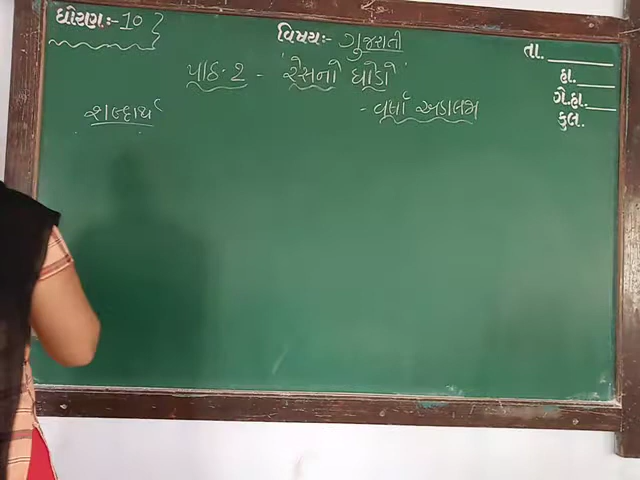 ધોરણ:- 10
વિષય:- ગુજરાતી
તા.
પાઠ. 2 - 'રેસનો ઘોડો'
હા.
શબ્દાર્થ
- વર્ષા અડાલજા
ગે.હા.
કુલ.